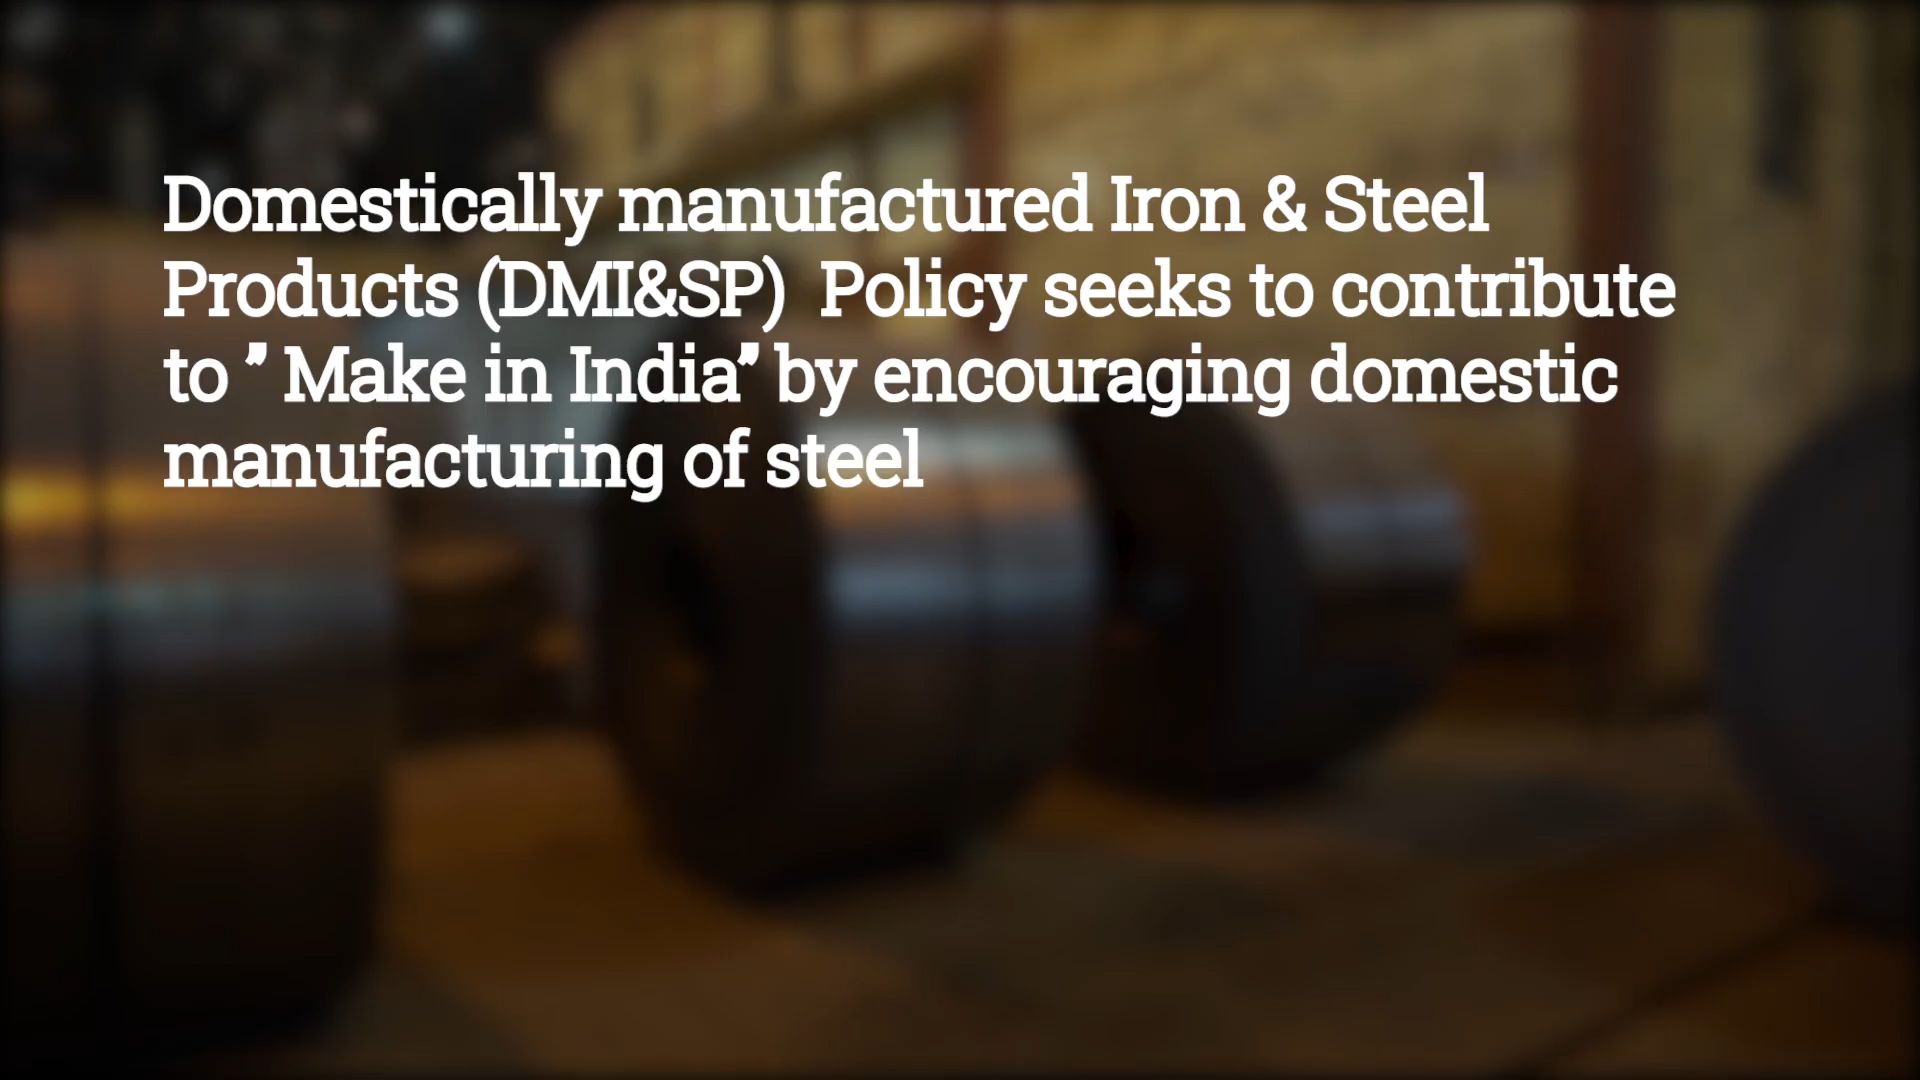 Domestically manufactured Iron & Steel
Products (DMI&SP)  Policy seeks to contribute
to ” Make in India” by encouraging domestic
manufacturing of steel